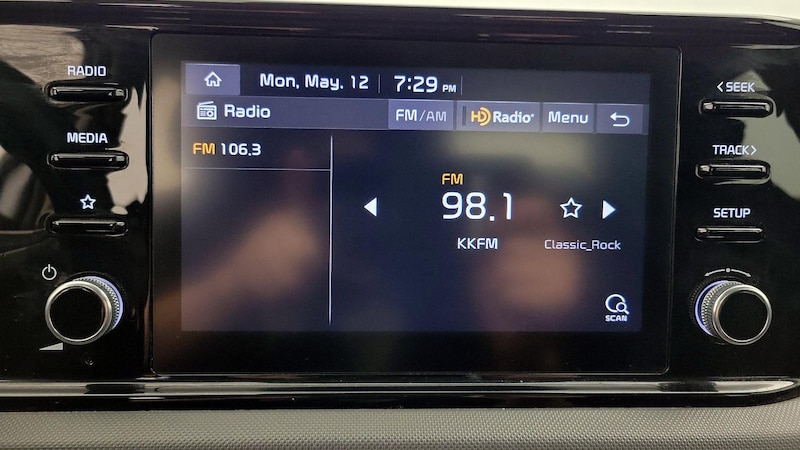 RADIO
MEDIA
Mon, May. 12 7:29 PM
Radio FM/AM HD Radio® Menu
FM 106.3
FM
98.1
KKFM Classic_Rock
SCAN
< SEEK
TRACK >
SETUP